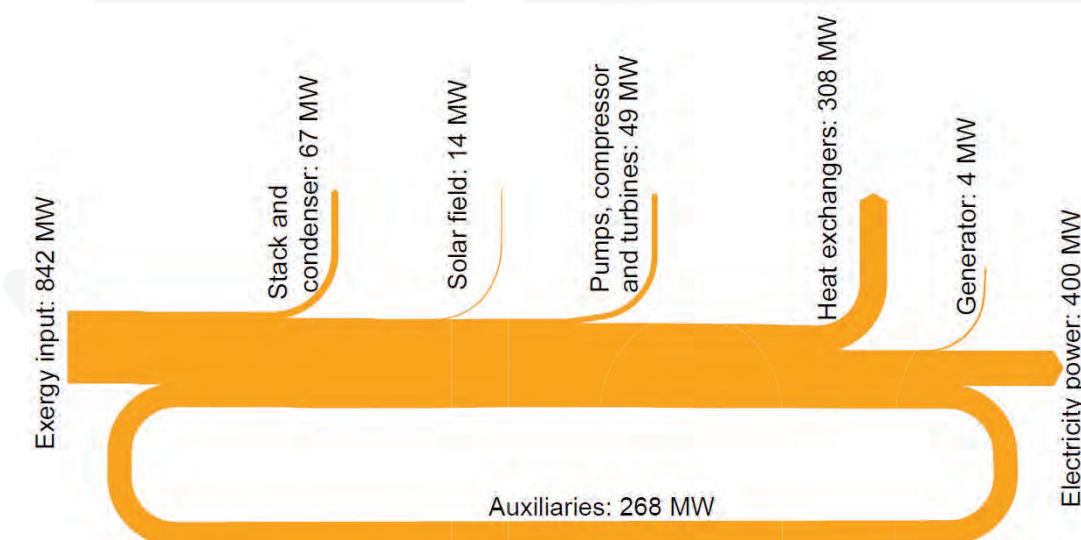 Exergy input: 842 MW
Stack and
condenser: 67 MW
Solar field: 14 MW
Pumps, compressor
and turbines: 49 MW
Heat exchangers: 308 MW
Generator: 4 MW
Electricity power: 400 MW
Auxiliaries: 268 MW